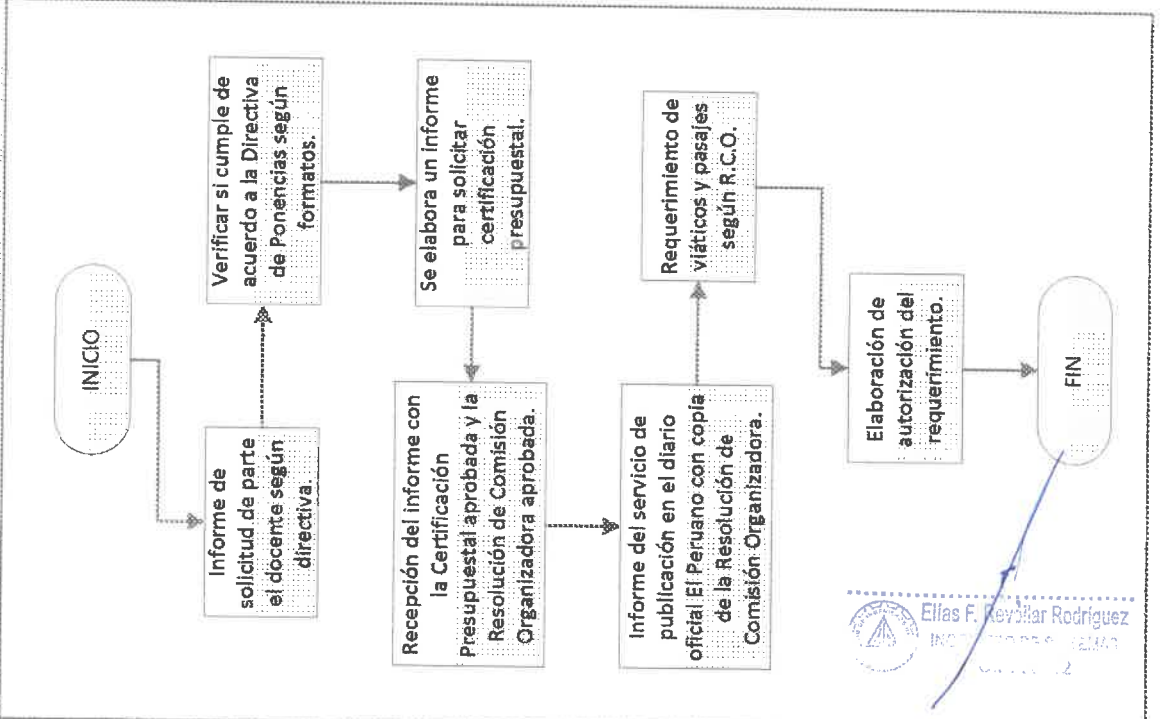 INICIO
Informe de
solicitud de parte
el docente según
directiva.
Verificar si cumple de
acuerdo a la Directiva
de Ponencias según
formatos.
Se elabora un informe
para solicitar
certificación
presupuestal.
Recepción del informe con
la Certificación
Presupuestal aprobada y la
Resolución de Comisión
Organizadora aprobada.
Informe del servicio de
publicación en el diario
oficial El Peruano con copia
de la Resolución de
Comisión Organizadora.
Requerimiento de
viáticos y pasajes
según R.C.O.
Elaboración de
autorización del
requerimiento.
FIN
Elías F. Revollar Rodriguez